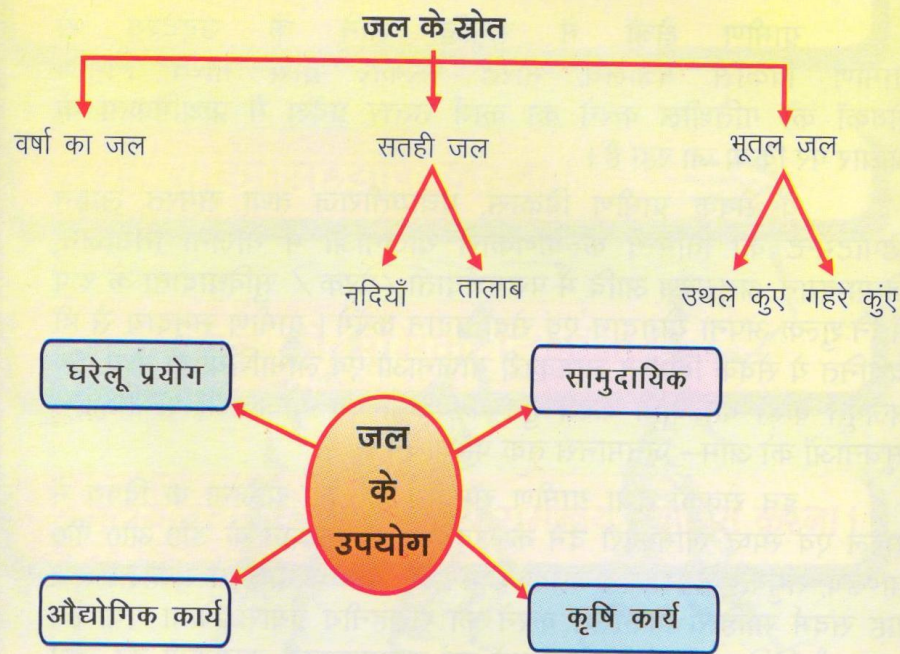 जल के स्रोत
वर्षा का जल
सतही जल
भूतल जल
नदियाँ
तालाब
उथले कुए
गहरे कुए
घरेलू प्रयोग
सामुदायिक
जल
के
उपयोग
औद्योगिक कार्य
कृषि कार्य